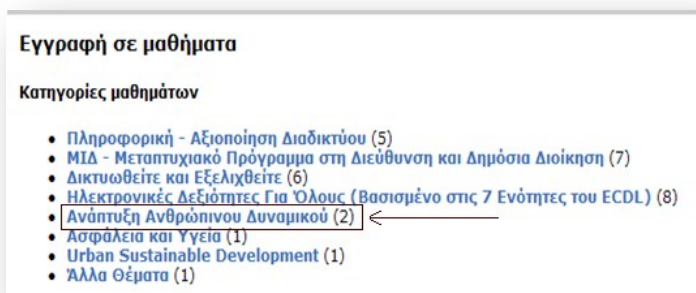 Εγγραφή σε μαθήματα
Κατηγορίες μαθημάτων
• Πληροφορική - Αξιοποίηση Διαδικτύου (5)
• ΜΙΔ - Μεταπτυχιακό Πρόγραμμα στη Διεύθυνση και Δημόσια Διοίκηση (7)
• Δικτυωθείτε και Εξελιχθείτε (6)
• Ηλεκτρονικές Δεξιότητες Για Όλους (Βασισμένο στις 7 Ενότητες του ECDL) (8)
• Ανάπτυξη Ανθρώπινου Δυναμικού (2)
• Ασφάλεια και Υγεία (1)
• Urban Sustainable Development (1)
• Άλλα Θέματα (1)